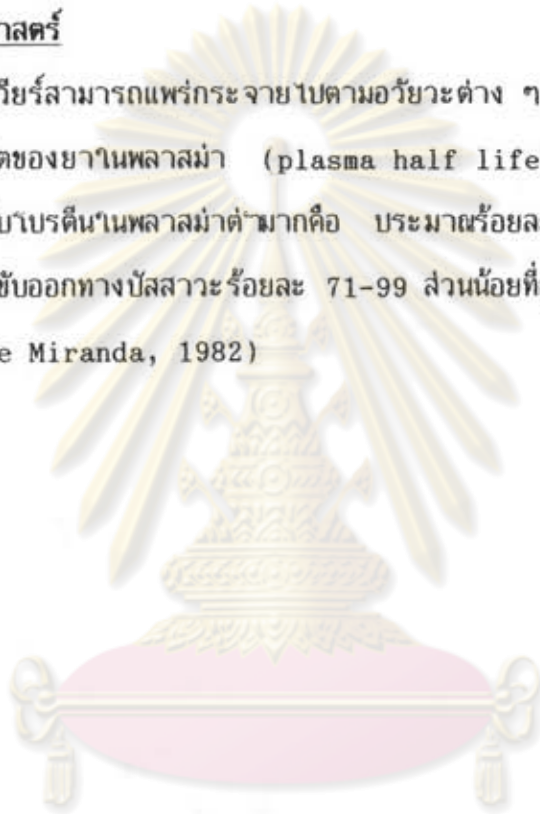 าสตร์
วียร์สามารถแพร่กระจายไปตามอวัยวะต่าง ๆ
ตของยาในพลาสม่า (plasma half life
บโปรตีนในพลาสม่าต่ำมากคือ ประมาณร้อยละ
ขับออกทางปัสสาวะร้อยละ 71-99 ส่วนน้อยที่
e Miranda, 1982)